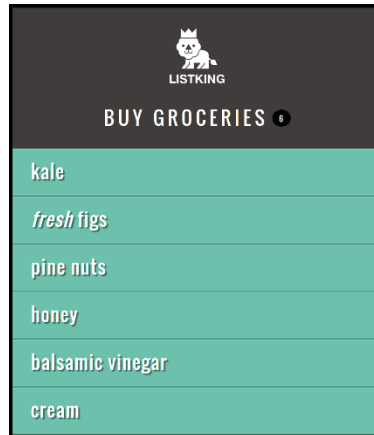 LISTKING
BUY GROCERIES 6
kale
fresh figs
pine nuts
honey
balsamic vinegar
cream